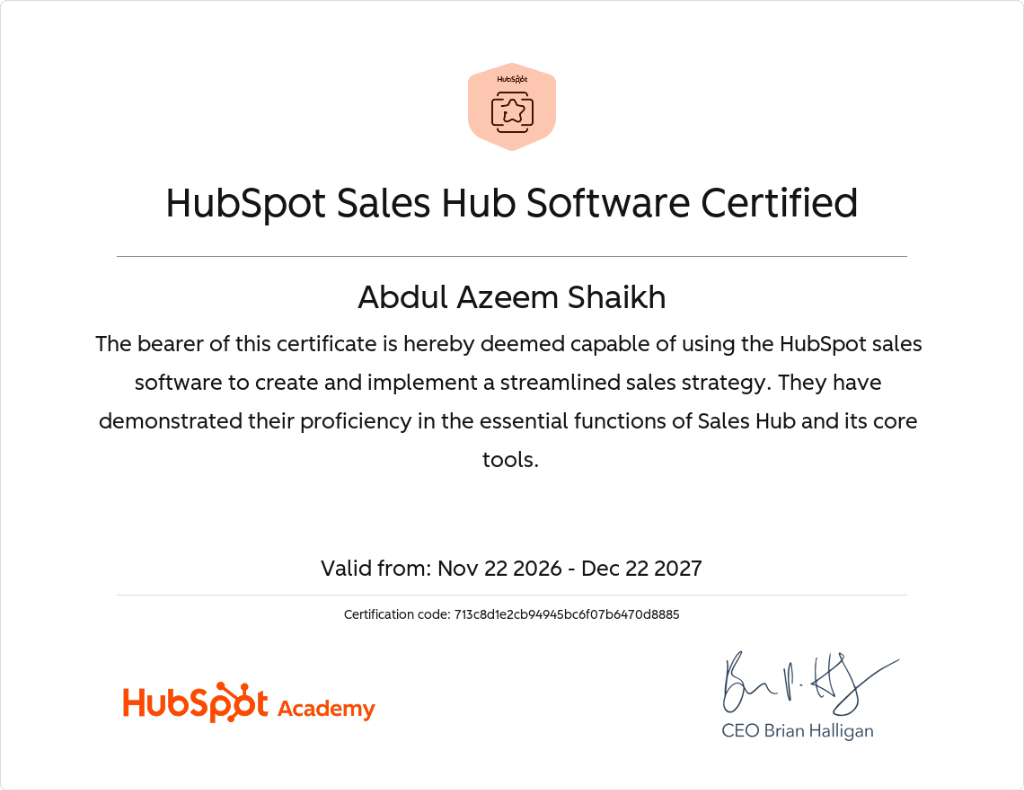 HubSpot
HubSpot Sales Hub Software Certified
Abdul Azeem Shaikh
The bearer of this certificate is hereby deemed capable of using the HubSpot sales
software to create and implement a streamlined sales strategy. They have
demonstrated their proficiency in the essential functions of Sales Hub and its core
tools.
Valid from: Nov 22 2026 - Dec 22 2027
Certification code: 713c8d1e2cb94945bc6f07b6470d8885
HubSpot Academy
CEO Brian Halligan